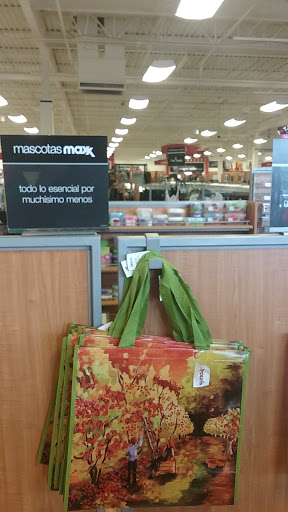 mascotas maxx
todo lo esencial por
muchísimo menos